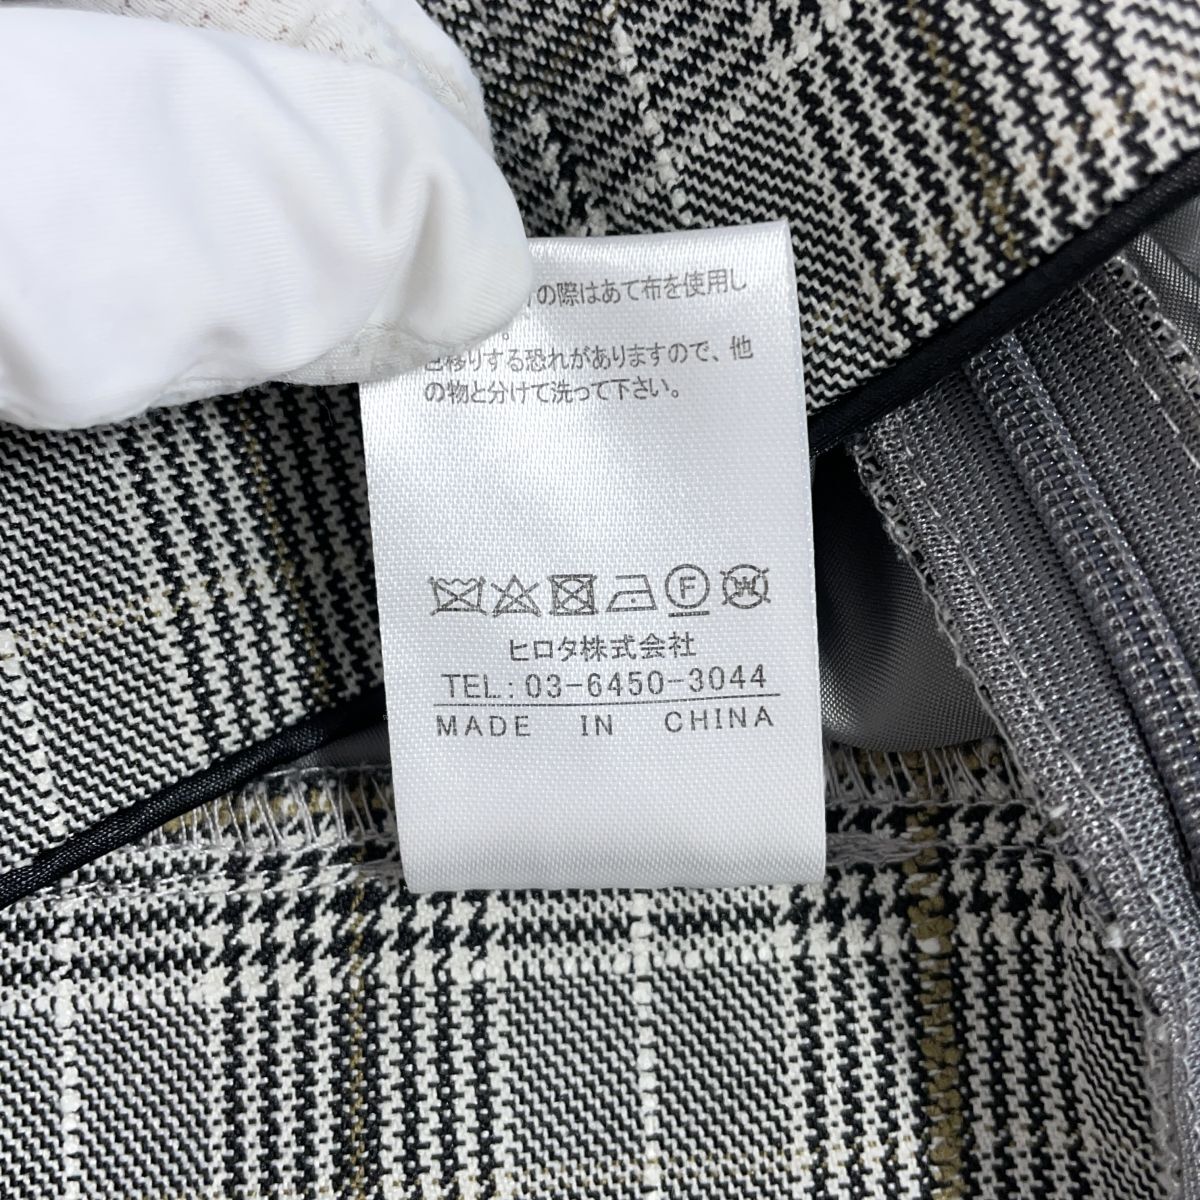 の際はあて布を使用し
。
色移りする恐れがありますので、他
の物と分けて洗って下さい。
F W
ヒロタ株式会社
TEL: 03-6450-3044
MADE IN CHINA